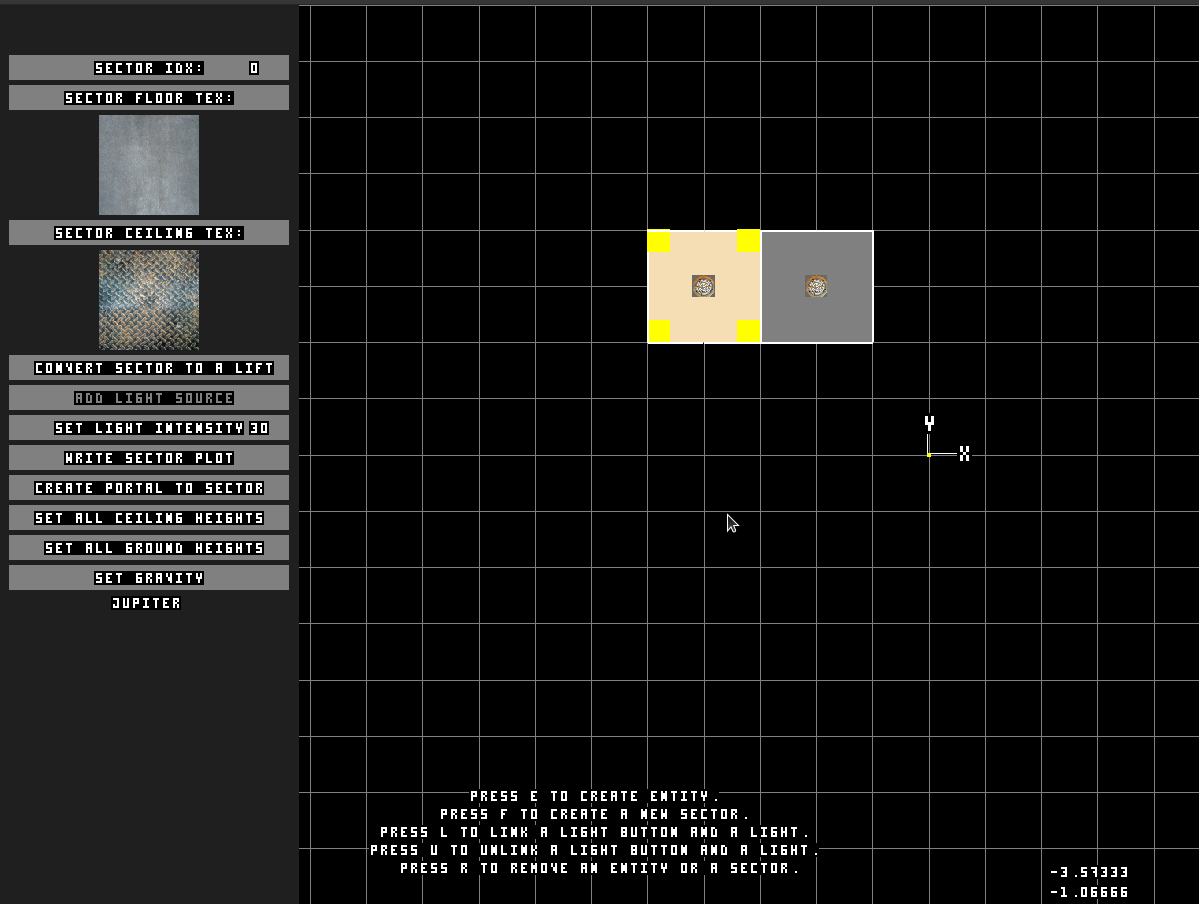 SECTOR IDX: 0
SECTOR FLOOR TEX:
SECTOR CEILING TEX:
CONVERT SECTOR TO A LIFT
ADD LIGHT SOURCE
SET LIGHT INTENSITY 30
WRITE SECTOR PLOT
CREATE PORTAL TO SECTOR
SET ALL CEILING HEIGHTS
SET ALL GROUND HEIGHTS
SET GRAVITY
JUPITER
Y
X
PRESS E TO CREATE ENTITY.
PRESS F TO CREATE A NEW SECTOR.
PRESS L TO LINK A LIGHT BUTTON AND A LIGHT.
PRESS U TO UNLINK A LIGHT BUTTON AND A LIGHT.
PRESS R TO REMOVE AN ENTITY OR A SECTOR.
-3.59333
-1.06666